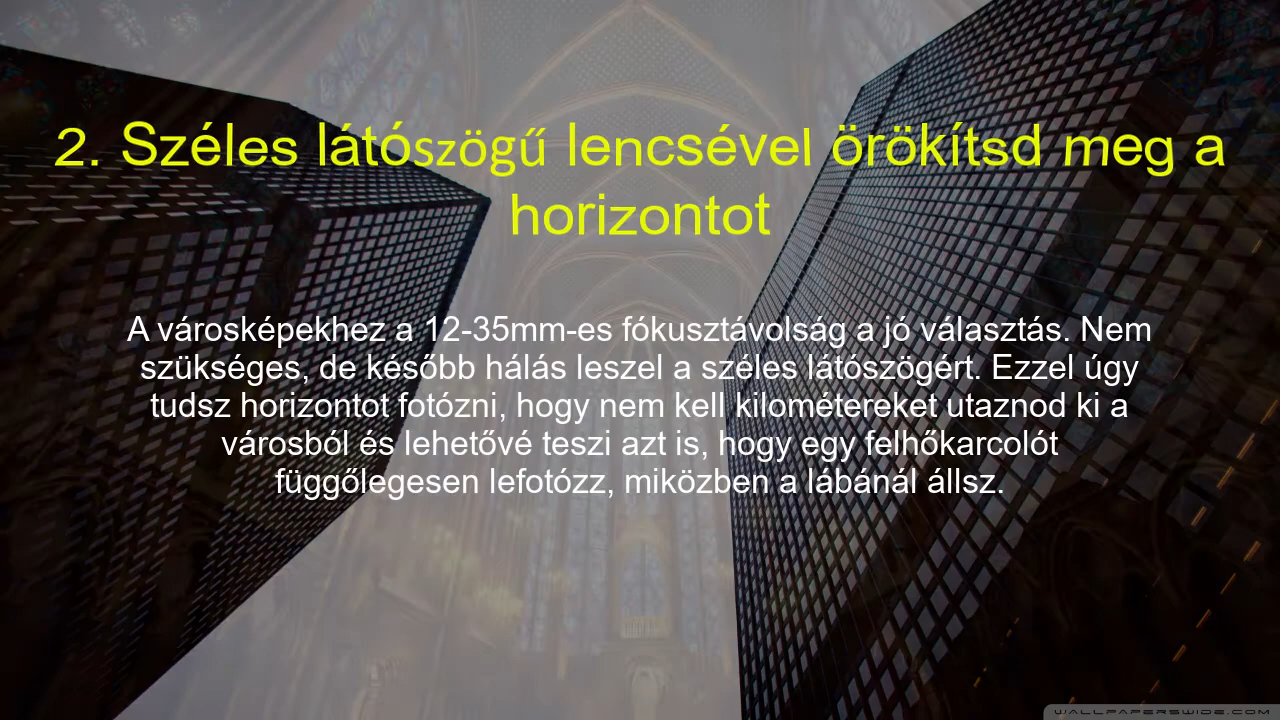 2. Széles látószögű lencsével örökítsd meg a
horizontot
A városképekhez a 12-35mm-es fókusztávolság a jó választás. Nem
szükséges, de később hálás leszel a széles látószögért. Ezzel úgy
tudsz horizontot fotózni, hogy nem kell kilométereket utaznod ki a
városból és lehetővé teszi azt is, hogy egy felhőkarcolót
függőlegesen lefotózz, miközben a lábánál állsz.
WALLPAPERSWIDE.COM